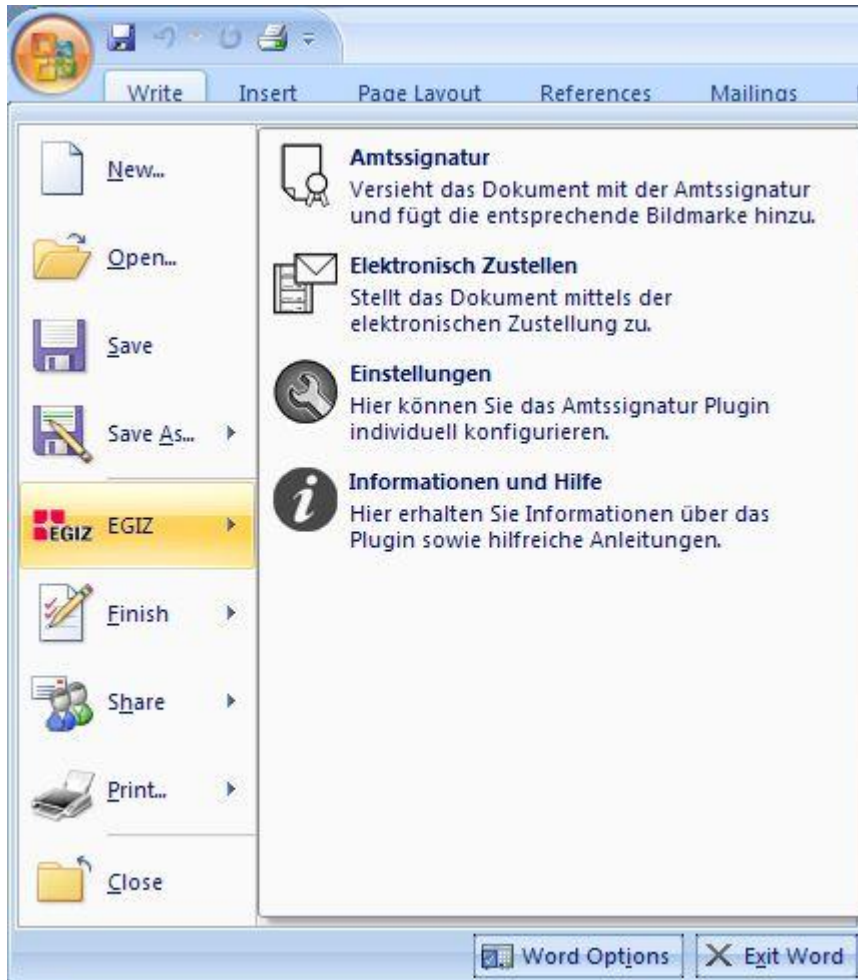 Write Insert Page Layout References Mailings
New...
Open...
Save
Save As...
EGIZ EGIZ
Finish
Share
Print...
Close
Amtssignatur
Versieht das Dokument mit der Amtssignatur
und fügt die entsprechende Bildmarke hinzu.
Elektronisch Zustellen
Stellt das Dokument mittels der
elektronischen Zustellung zu.
Einstellungen
Hier können Sie das Amtssignatur Plugin
individuell konfigurieren.
Informationen und Hilfe
Hier erhalten Sie Informationen über das
Plugin sowie hilfreiche Anleitungen.
Word Options Exit Word